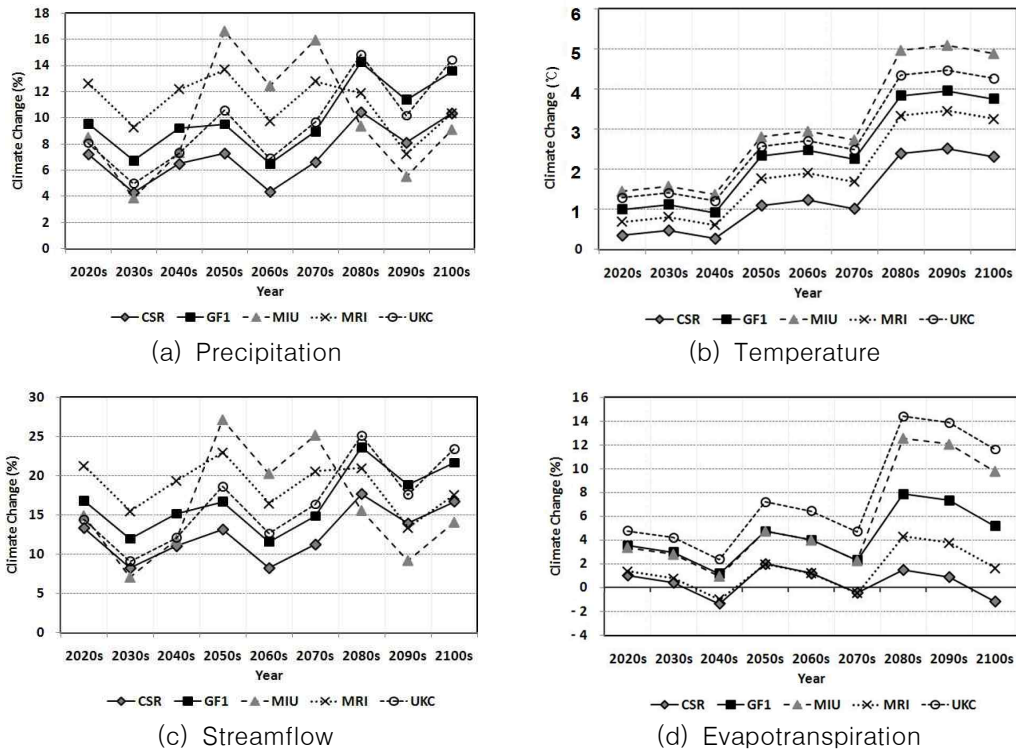 18
16
14
12
10
8
6
4
2
0
Climate Change (%)
2020s 2030s 2040s 2050s 2060s 2070s 2080s 2090s 2100s
Year
CSR GF1 MIU MRI UKC
(a) Precipitation
6
5
4
3
2
1
0
Climate Change (℃)
2020s 2030s 2040s 2050s 2060s 2070s 2080s 2090s 2100s
Year
CSR GF1 MIU MRI UKC
(b) Temperature
30
25
20
15
10
5
0
Climate Change (%)
2020s 2030s 2040s 2050s 2060s 2070s 2080s 2090s 2100s
Year
CSR GF1 MIU MRI UKC
(c) Streamflow
16
14
12
10
8
6
4
2
0
- 2
- 4
Climate Change (%)
2020s 2030s 2040s 2050s 2060s 2070s 2080s 2090s 2100s
Year
CSR GF1 MIU MRI UKC
(d) Evapotranspiration